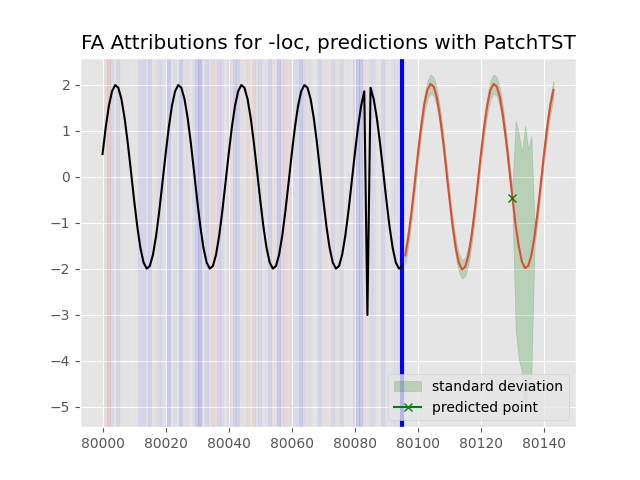 FA Attributions for -loc, predictions with PatchTST
2
1
0
−1
−2
−3
−4
−5
standard deviation
predicted point
80000 80020 80040 80060 80080 80100 80120 80140